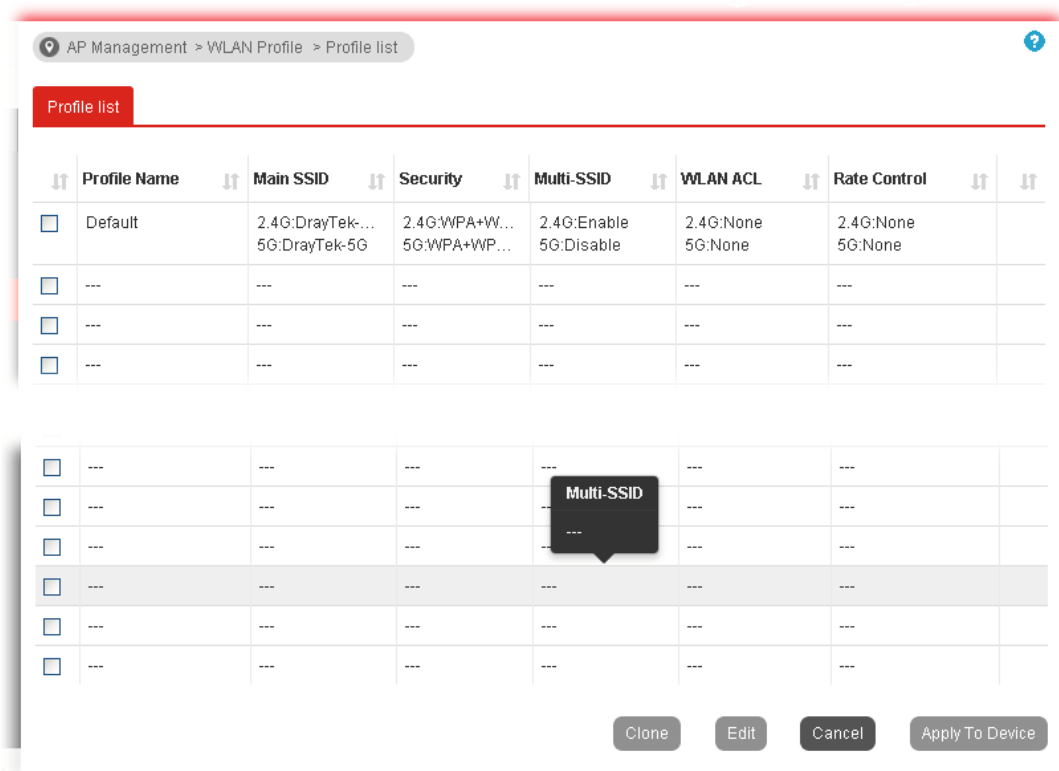 AP Management > WLAN Profile > Profile list
?
Profile list
Profile Name Main SSID Security Multi-SSID WLAN ACL Rate Control
Default 2.4G:DrayTek-... 2.4G:WPA+W... 2.4G:Enable 2.4G:None 2.4G:None
5G:DrayTek-5G 5G:WPA+WP... 5G:Disable 5G:None 5G:None
--- --- --- --- --- ---
--- --- --- --- --- ---
--- --- --- --- --- ---
--- --- --- --- --- ---
Multi-SSID
--- --- --- -- --- ---
---
--- --- --- -- --- ---
--- --- --- --- --- ---
--- --- --- --- --- ---
--- --- --- --- --- ---
Clone Edit Cancel Apply To Device